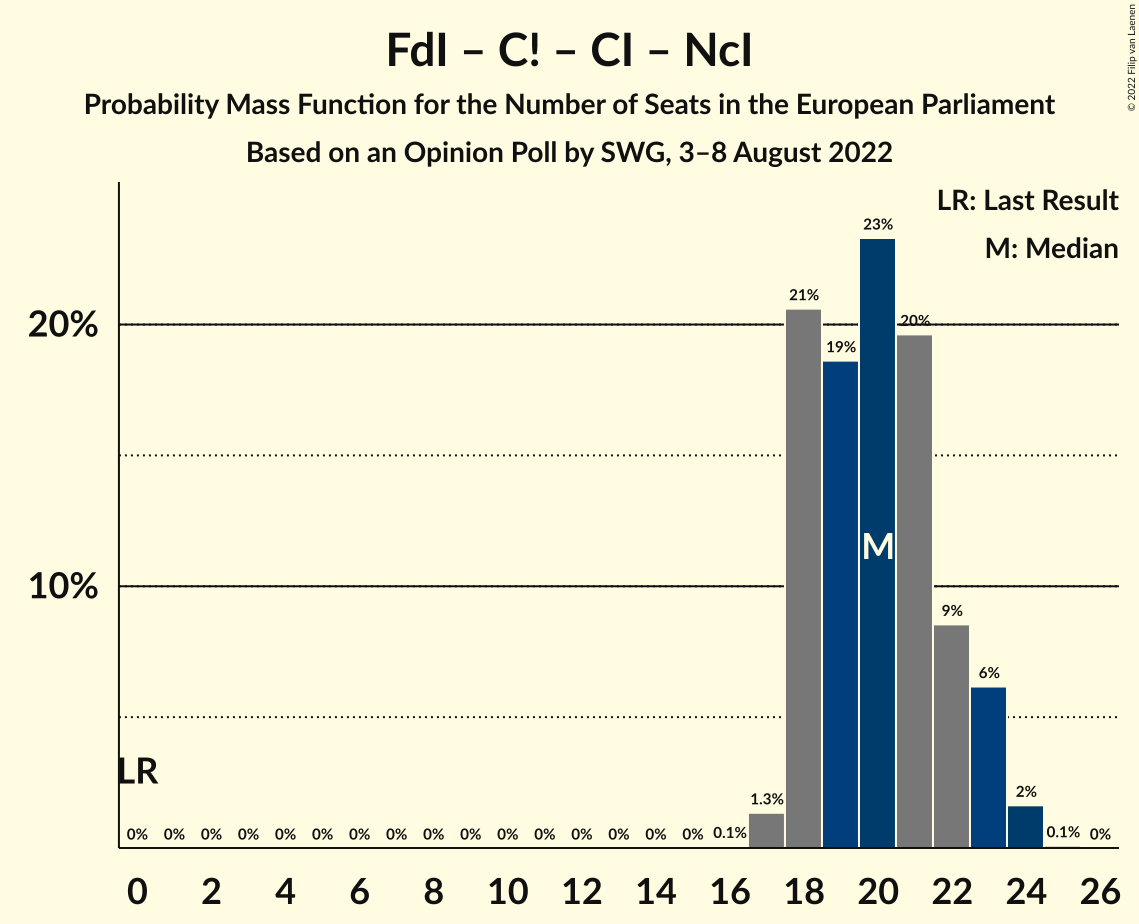 FdI – C! – CI – NcI
Probability Mass Function for the Number of Seats in the European Parliament
Based on an Opinion Poll by SWG, 3–8 August 2022
© 2022 Filip van Laenen
LR: Last Result
M: Median
20%
10%
LR
M
0% 0% 0% 0% 0% 0% 0% 0% 0% 0% 0% 0% 0% 0% 0% 0% 0.1% 1.3% 21% 19% 23% 20% 9% 6% 2% 0.1% 0%
0 2 4 6 8 10 12 14 16 18 20 22 24 26